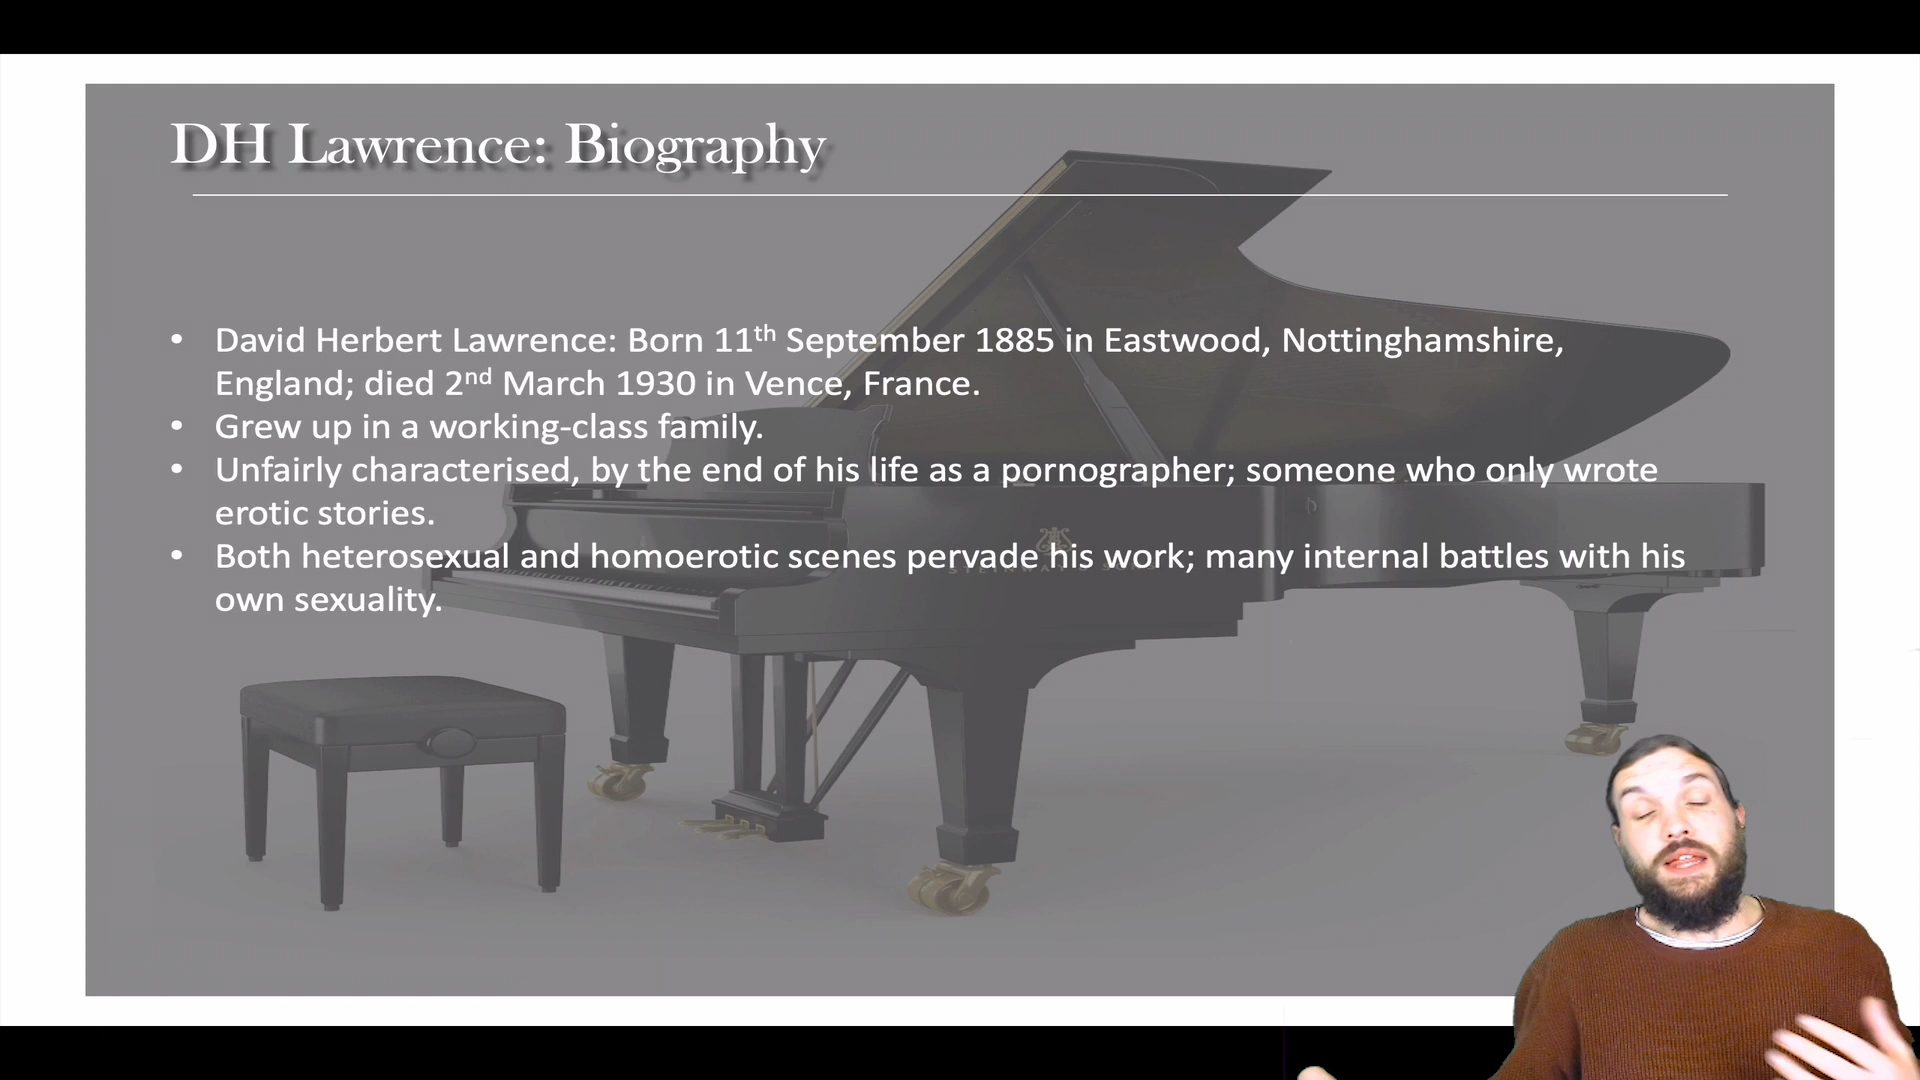 DH Lawrence: Biography
• David Herbert Lawrence: Born 11th September 1885 in Eastwood, Nottinghamshire,
England; died 2nd March 1930 in Vence, France.
• Grew up in a working-class family.
• Unfairly characterised, by the end of his life as a pornographer; someone who only wrote
erotic stories.
• Both heterosexual and homoerotic scenes pervade his work; many internal battles with his
own sexuality.
STEINWAY & SONS